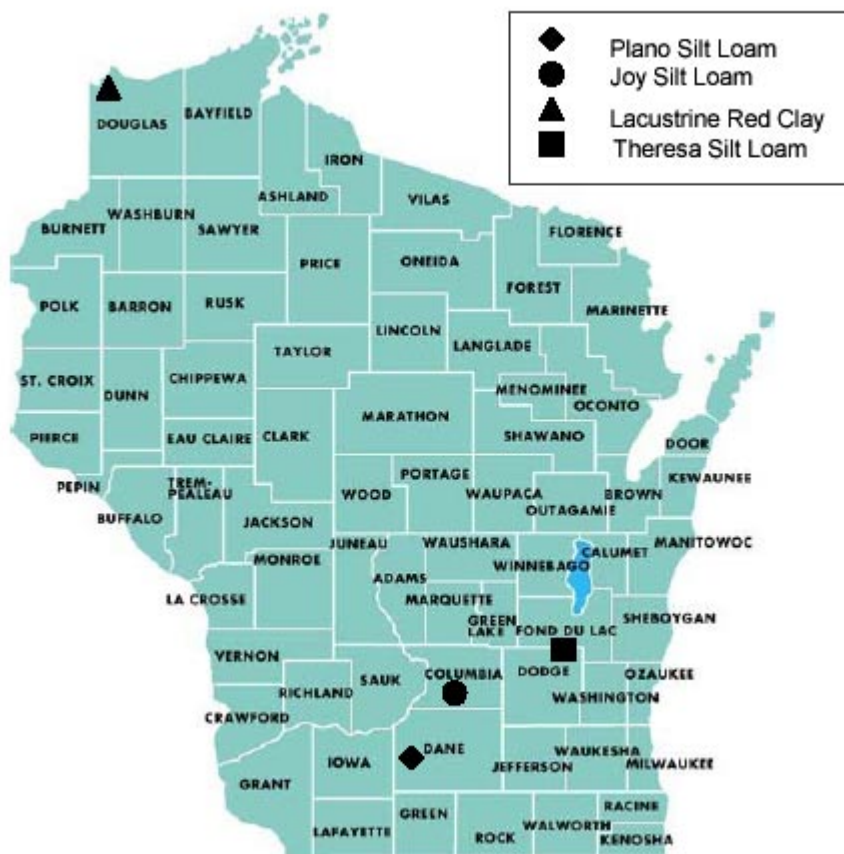 Plano Silt Loam
Joy Silt Loam
Lacustrine Red Clay
Theresa Silt Loam
DOUGLAS
BAYFIELD
IRON
ASHLAND
VILAS
WASHBURN
BURNETT
SAWYER
FLORENCE
PRICE
ONEIDA
FOREST
POLK
BARRON
RUSK
MARINETTE
LINCOLN
LANGLADE
TAYLOR
ST. CROIX
CHIPPEWA
DUNN
MENOMINEE
OCONTO
MARATHON
PIERCE
EAU CLAIRE
CLARK
SHAWANO
DOOR
PEPIN
TREM-
PEALEAU
PORTAGE
WOOD
WAUPACA
BROWN
KEWAUNEE
BUFFALO
OUTAGAMIE
JACKSON
JUNEAU
WAUSHARA
MANITOWOC
MONROE
ADAMS
WINNEBAGO
CALUMET
LA CROSSE
MARQUETTE
GREEN
LAKE
FOND DU LAC
SHEBOYGAN
VERNON
SAUK
COLUMBIA
DODGE
OZAUKEE
RICHLAND
WASHINGTON
CRAWFORD
DANE
IOWA
JEFFERSON
WAUKESHA
MILWAUKEE
GRANT
GREEN
RACINE
LAFAYETTE
ROCK
WALWORTH
KENOSHA